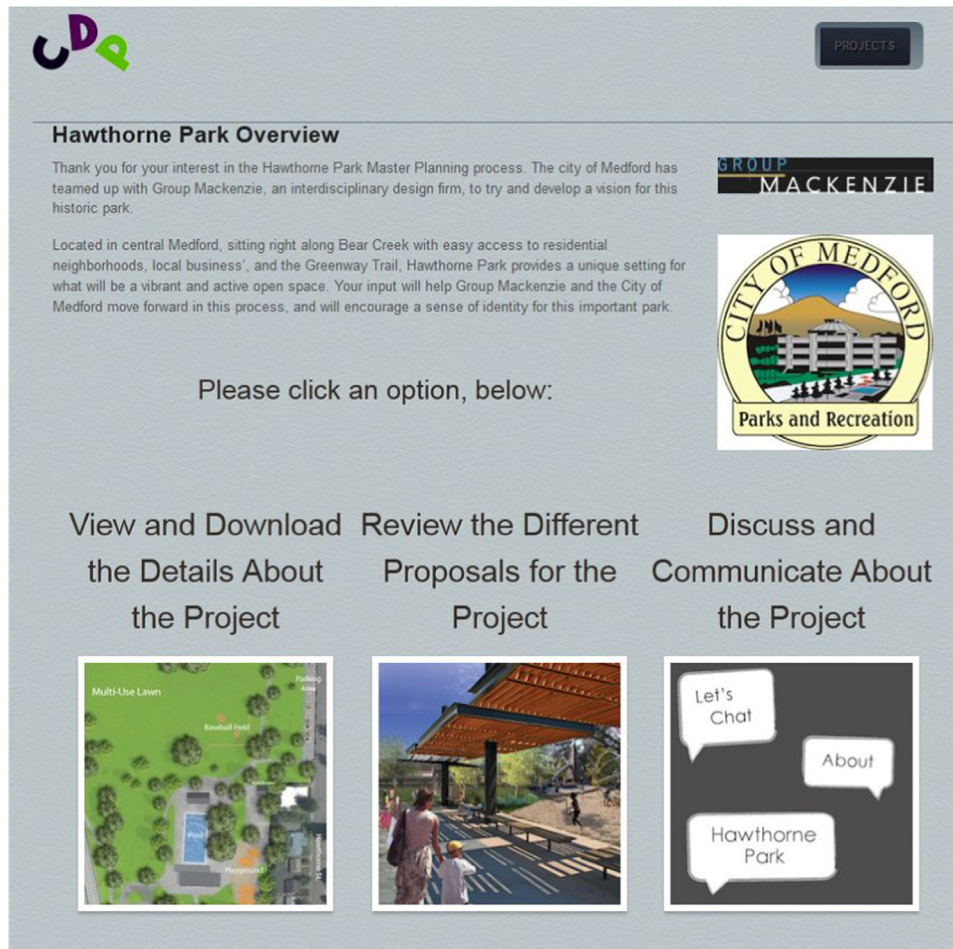 CDP
PROJECTS
Hawthorne Park Overview
Thank you for your interest in the Hawthorne Park Master Planning process. The city of Medford has
teamed up with Group Mackenzie, an interdisciplinary design firm, to try and develop a vision for this
historic park.
Located in central Medford, sitting right along Bear Creek with easy access to residential
neighborhoods, local business', and the Greenway Trail, Hawthorne Park provides a unique setting for
what will be a vibrant and active open space. Your input will help Group Mackenzie and the City of
Medford move forward in this process, and will encourage a sense of identity for this important park.
GROUP
MACKENZIE
CITY OF MEDFORD
Parks and Recreation
Please click an option, below:
View and Download
the Details About
the Project
Review the Different
Proposals for the
Project
Discuss and
Communicate About
the Project
Multi-Use Lawn
Parking
Area
Baseball Field
Pool
Playground
Hawthorne St
Let's
Chat
About
Hawthorne
Park